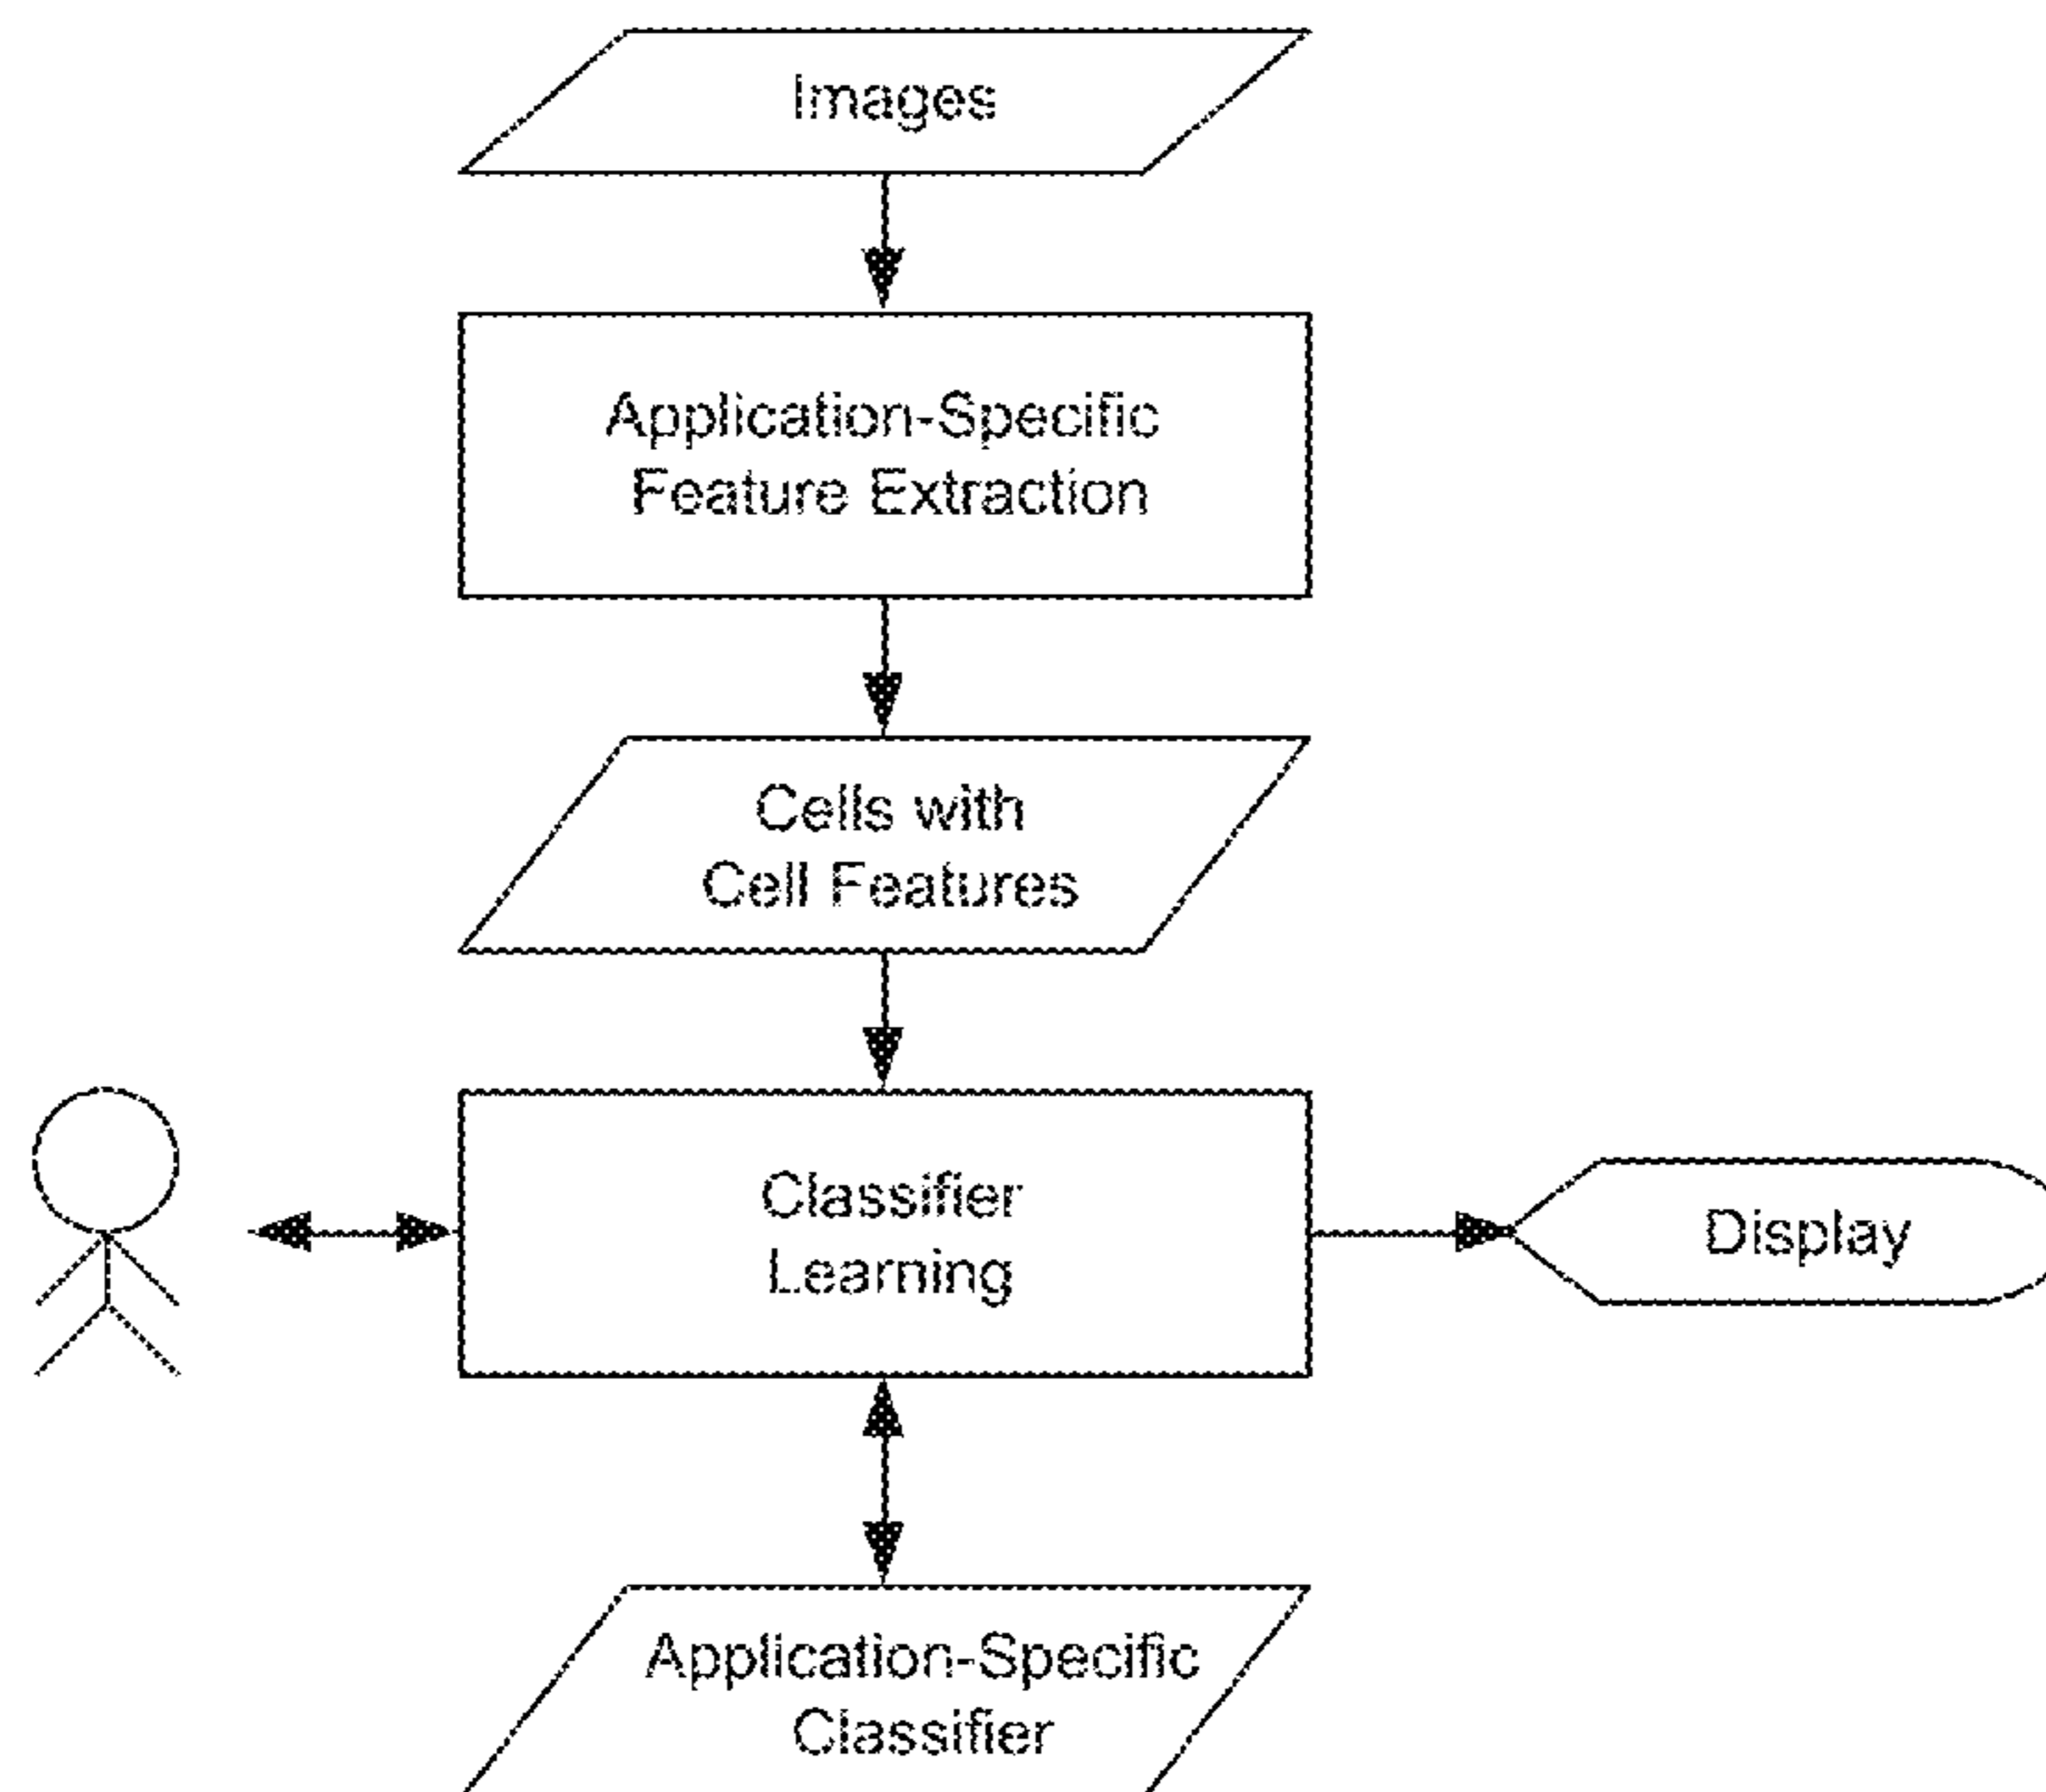 Images
Application-Specific
Feature Extraction
Cells with
Cell Features
Classifier
Learning
Display
Application-Specific
Classifier